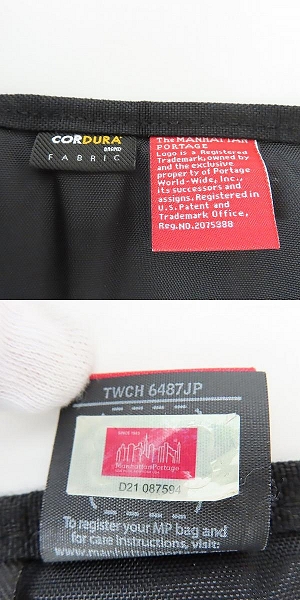 CORDURA
BRAND
FABRIC
The MANHATTAN
PORTAGE
Logo is a Registered
Trademark, owned by
and the exclusive
property of Portage
World-Wide, Inc.,
its successors and
assigns. Registered in
U.S. Patent and
Trademark Office,
Reg.NO.2075388
TWCH 6487JP
SINCE 1983
ManhattanPortage
D21 087594
To register your MP bag and
for care instructions, visit: